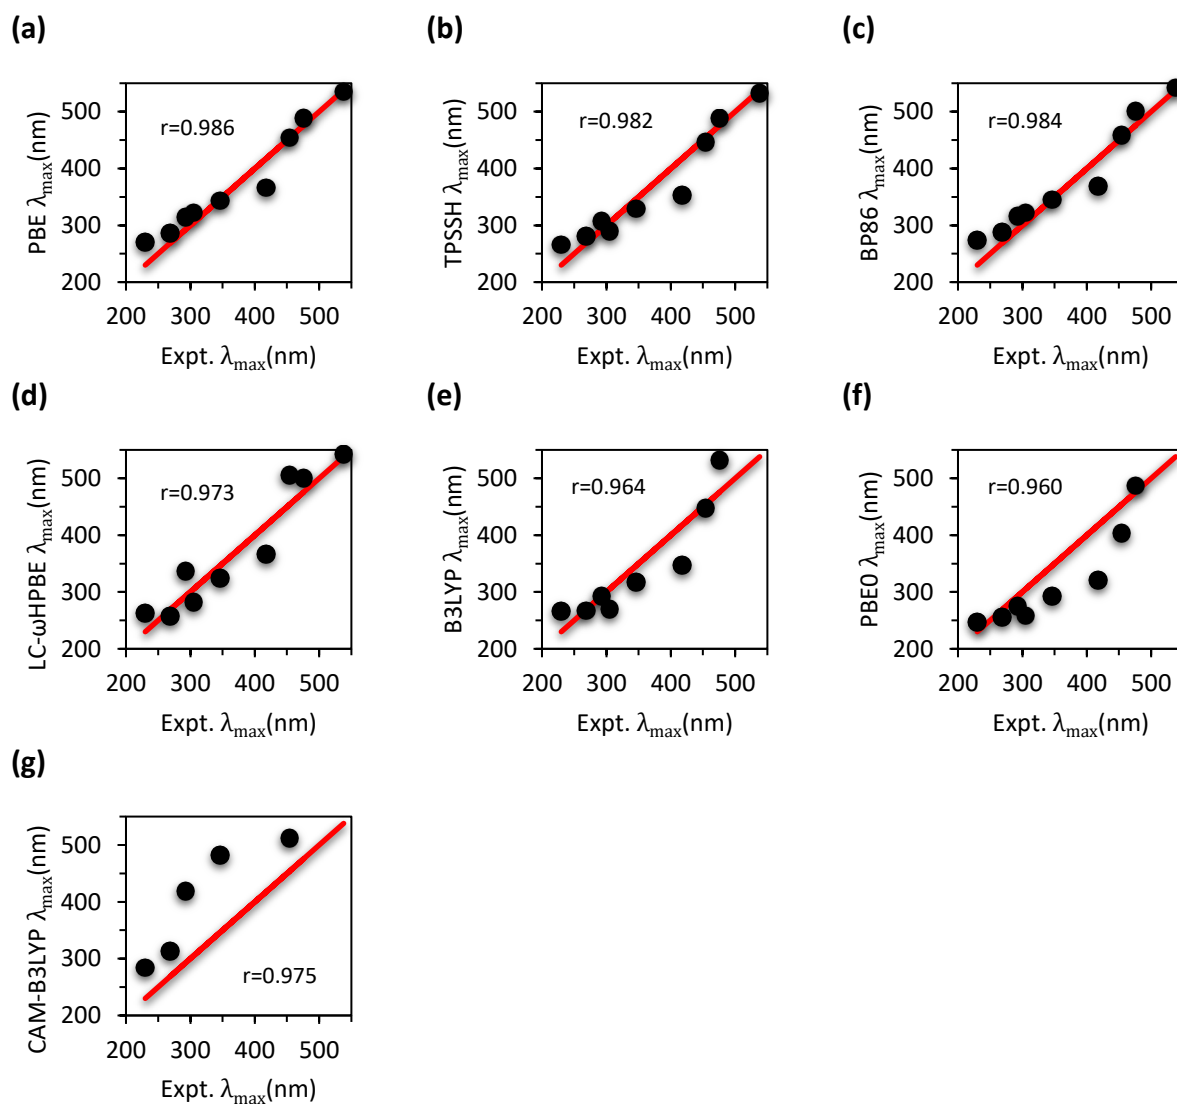 (a)
(b)
(c)
PBE λmax(nm)
500
400
300
200
r=0.986
200 300 400 500
Expt. λmax(nm)
TPSSH λmax(nm)
500
400
300
200
r=0.982
200 300 400 500
Expt. λmax(nm)
BP86 λmax(nm)
500
400
300
200
r=0.984
200 300 400 500
Expt. λmax(nm)
(d)
(e)
(f)
LC-ωHPBE λmax(nm)
500
400
300
200
r=0.973
200 300 400 500
Expt. λmax(nm)
B3LYP λmax(nm)
500
400
300
200
r=0.964
200 300 400 500
Expt. λmax(nm)
PBE0 λmax(nm)
500
400
300
200
r=0.960
200 300 400 500
Expt. λmax(nm)
(g)
CAM-B3LYP λmax(nm)
500
400
300
200
r=0.975
200 300 400 500
Expt. λmax(nm)